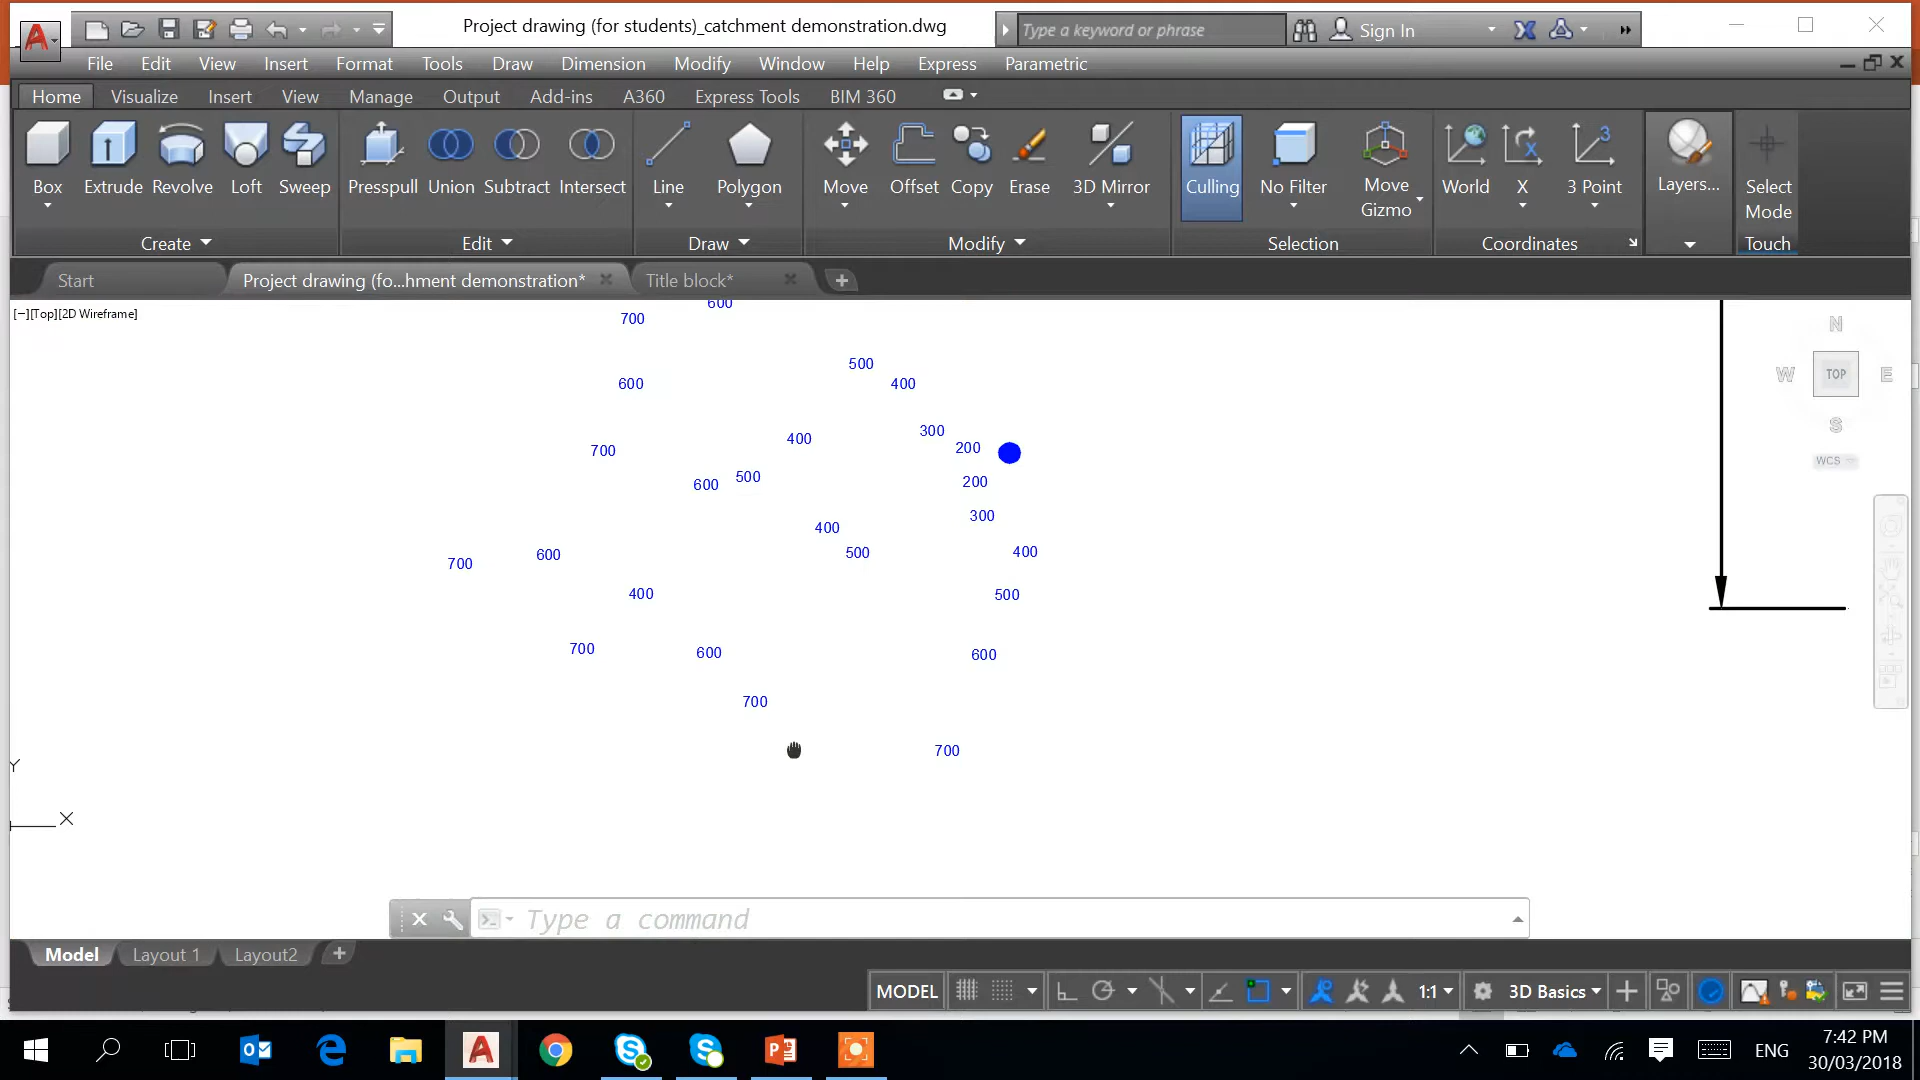 Project drawing (for students)_catchment demonstration.dwg
Type a keyword or phrase
Sign In
File Edit View Insert Format Tools Draw Dimension Modify Window Help Express Parametric
Home Visualize Insert View Manage Output Add-ins A360 Express Tools BIM 360
Box Extrude Revolve Loft Sweep Presspull Union Subtract Intersect Line Polygon Move Offset Copy Erase 3D Mirror Culling No Filter Move Gizmo World X 3 Point Layers... Select Mode
Create Edit Draw Modify Selection Coordinates Touch
Start Project drawing (fo...hment demonstration* Title block*
[−][Top][2D Wireframe]
600
700
N
500
W TOP E
600 400
S
300
400
200
700
WCS
500
600
200
300
400
400
500
600
700
400
500
700
600
600
700
700
Y
X
Type a command
Model Layout 1 Layout2
MODEL 1:1 3D Basics
7:42 PM
ENG
30/03/2018